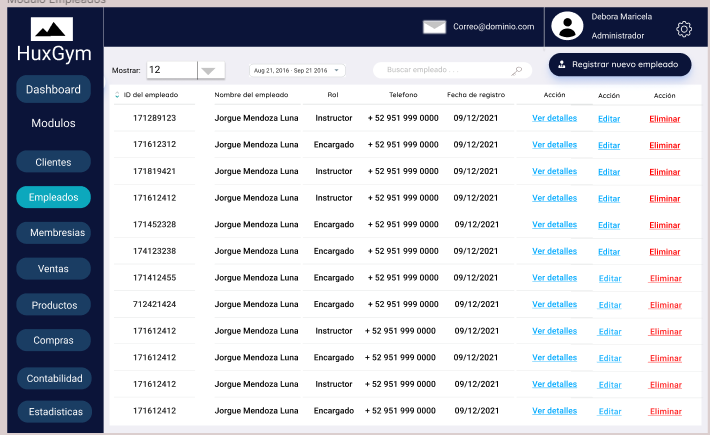 Modulo Empleados
HuxGym
Correo@dominio.com
Debora Maricela
Administrador
Dashboard
Modulos
Clientes
Empleados
Membresias
Ventas
Productos
Compras
Contabilidad
Estadisticas
Mostrar: 12 Aug 21, 2016 - Sep 21 2016 Buscar empleado . . . Registrar nuevo empleado
ID del empleado Nombre del empleado Rol Telefono Fecha de registro Acción Acción Acción
171289123 Jorgue Mendoza Luna Instructor + 52 951 999 0000 09/12/2021 Ver detalles Editar Eliminar
171612312 Jorgue Mendoza Luna Encargado + 52 951 999 0000 09/12/2021 Ver detalles Editar Eliminar
171819421 Jorgue Mendoza Luna Instructor + 52 951 999 0000 09/12/2021 Ver detalles Editar Eliminar
171612412 Jorgue Mendoza Luna Instructor + 52 951 999 0000 09/12/2021 Ver detalles Editar Eliminar
171452328 Jorgue Mendoza Luna Encargado + 52 951 999 0000 09/12/2021 Ver detalles Editar Eliminar
174123238 Jorgue Mendoza Luna Encargado + 52 951 999 0000 09/12/2021 Ver detalles Editar Eliminar
171412455 Jorgue Mendoza Luna Encargado + 52 951 999 0000 09/12/2021 Ver detalles Editar Eliminar
712421424 Jorgue Mendoza Luna Encargado + 52 951 999 0000 09/12/2021 Ver detalles Editar Eliminar
171612412 Jorgue Mendoza Luna Instructor + 52 951 999 0000 09/12/2021 Ver detalles Editar Eliminar
171612412 Jorgue Mendoza Luna Encargado + 52 951 999 0000 09/12/2021 Ver detalles Editar Eliminar
171612412 Jorgue Mendoza Luna Instructor + 52 951 999 0000 09/12/2021 Ver detalles Editar Eliminar
171612412 Jorgue Mendoza Luna Encargado + 52 951 999 0000 09/12/2021 Ver detalles Editar Eliminar